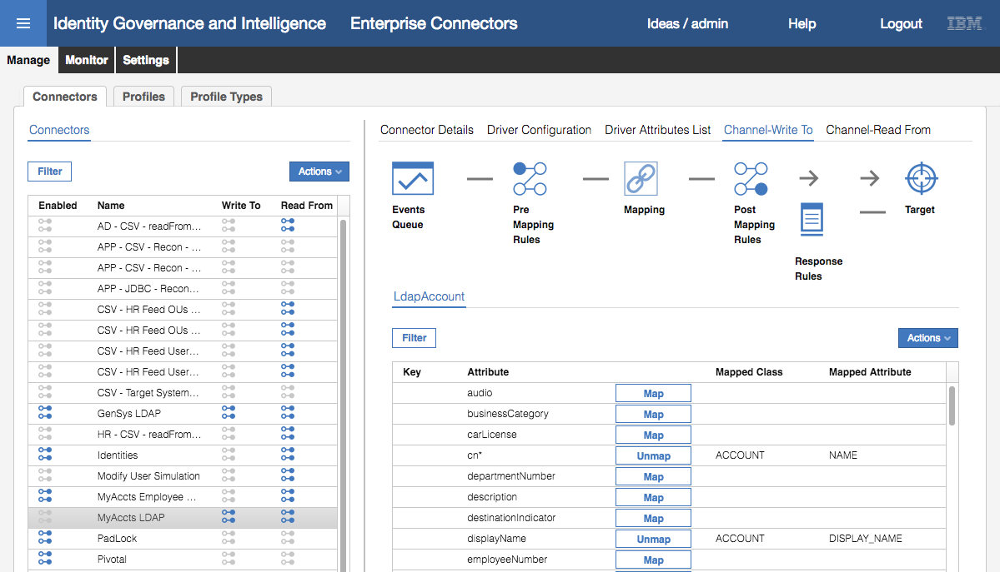 Identity Governance and Intelligence Enterprise Connectors Ideas / admin Help Logout IBM
Manage Monitor Settings
Connectors Profiles Profile Types
Connectors
Filter Actions
Enabled Name Write To Read From
AD - CSV - readFrom...
APP - CSV - Recon - ...
APP - CSV - Recon - ...
APP - JDBC - Recon...
CSV - HR Feed OUs ...
CSV - HR Feed OUs ...
CSV - HR Feed User...
CSV - HR Feed User...
CSV - Target System...
GenSys LDAP
HR - CSV - readFrom...
Identities
Modify User Simulation
MyAccts Employee ...
MyAccts LDAP
PadLock
Pivotal
Connector Details Driver Configuration Driver Attributes List Channel-Write To Channel-Read From
Events
Queue
Pre
Mapping
Rules
Mapping
Post
Mapping
Rules
Response
Rules
Target
LdapAccount
Filter Actions
Key Attribute Mapped Class Mapped Attribute
audio Map
businessCategory Map
carLicense Map
cn* Unmap ACCOUNT NAME
departmentNumber Map
description Map
destinationIndicator Map
displayName Unmap ACCOUNT DISPLAY_NAME
employeeNumber Map